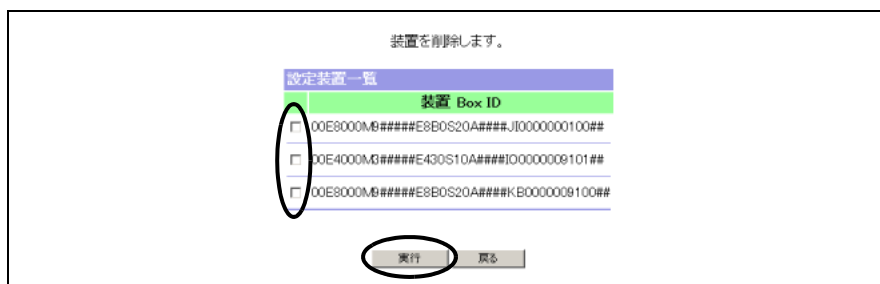 装置を削除します。
設定装置一覧
装置 Box ID
00E8000M9#####E8B0S20A####JI0000000100##
00E4000M3#####E430S10A####IO0000009101##
00E8000M9#####E8B0S20A####KB0000009100##
実行 戻る